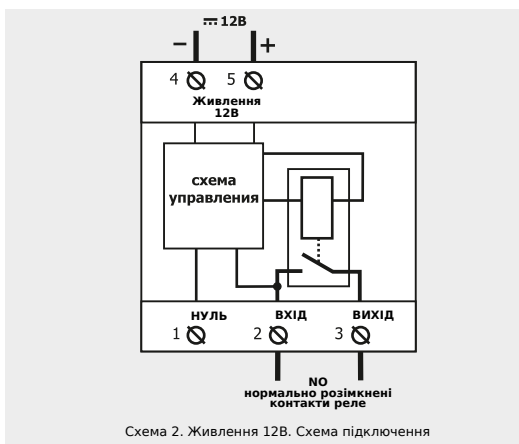 ⎓ 12В
− +
4 5
Живлення
12В
схема
управления
НУЛЬ ВХІД ВИХІД
1 2 3
NO
нормально розімкнені
контакти реле
Схема 2. Живлення 12В. Схема підключення